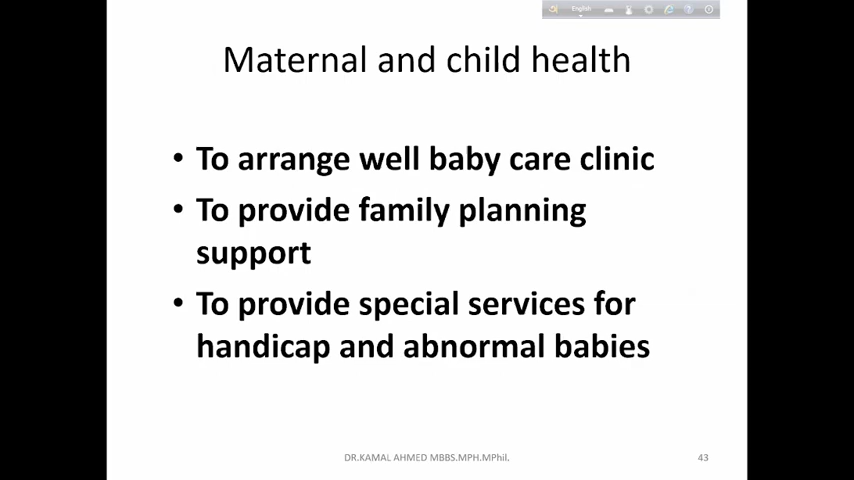 English
Maternal and child health
• To arrange well baby care clinic
• To provide family planning
support
• To provide special services for
handicap and abnormal babies
DR.KAMAL AHMED MBBS.MPH.MPhil.
43